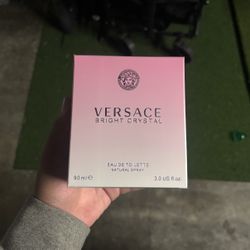 VERSACE
BRIGHT CRYSTAL
EAU DE TOILETTE
NATURAL SPRAY
90 ml ℮ 3.0 US fl.oz.